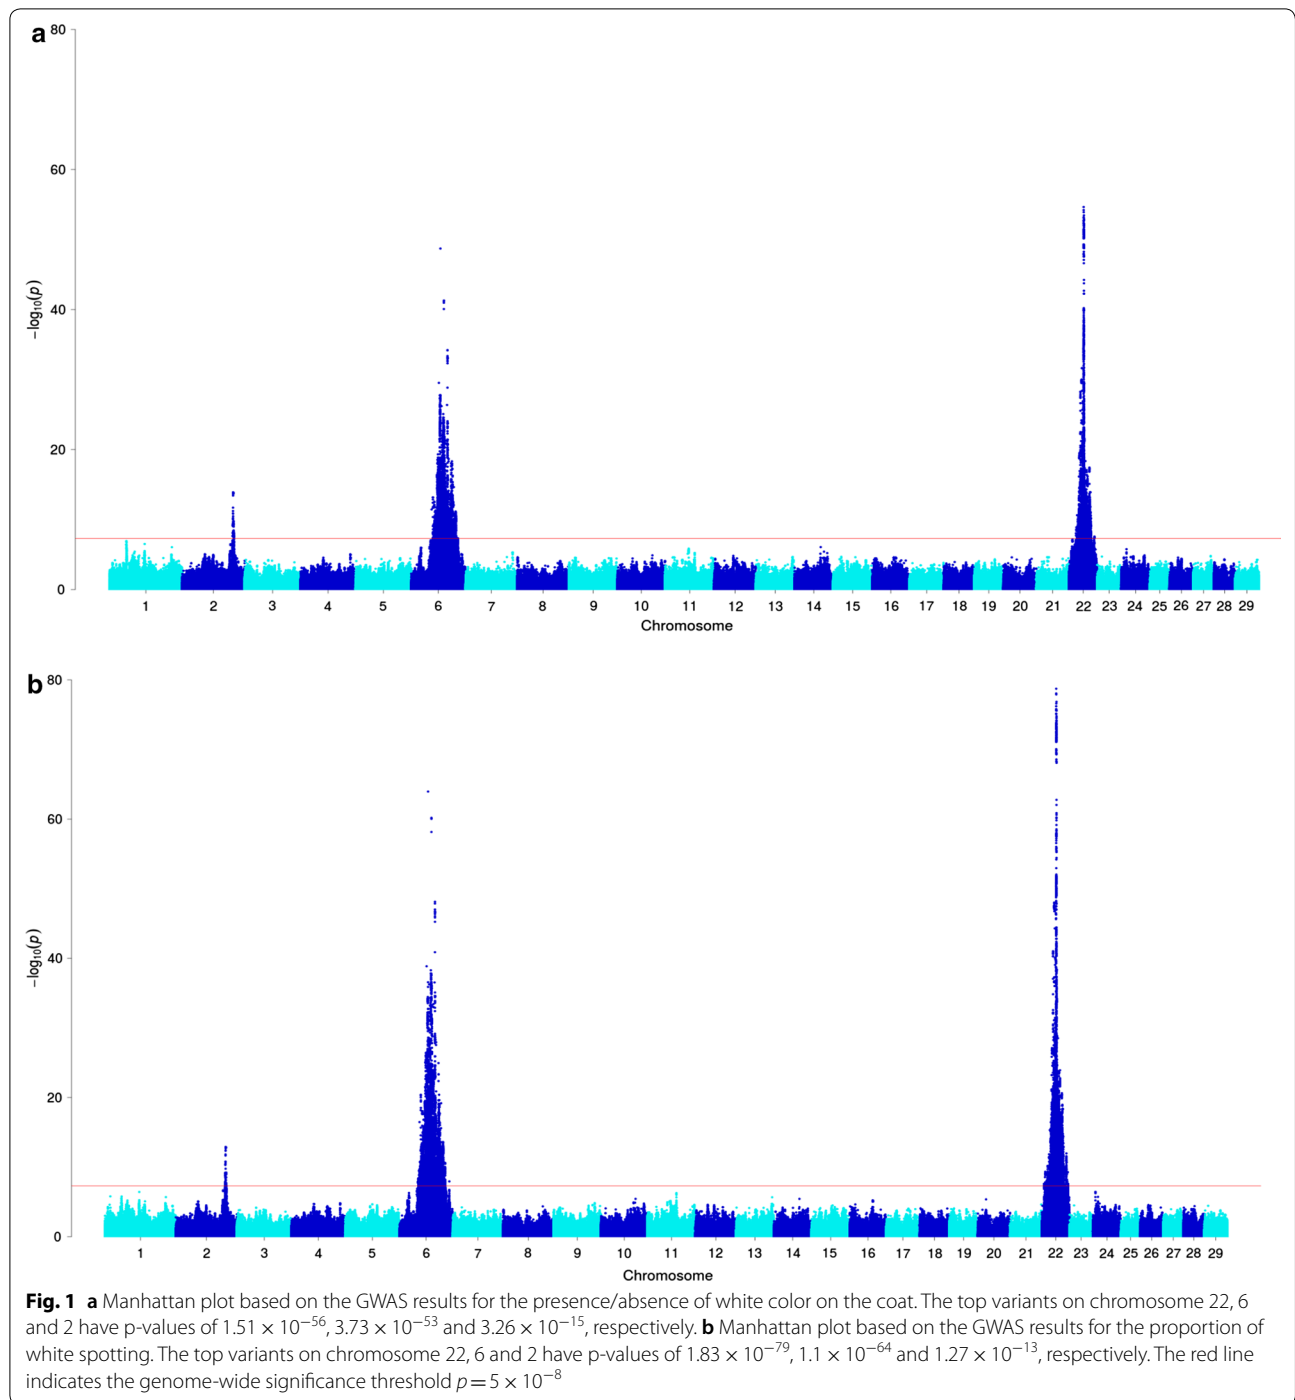 a
80
60
40
20
0
−log10(p)
1 2 3 4 5 6 7 8 9 10 11 12 13 14 15 16 17 18 19 20 21 22 23 24 25 26 27 28 29
Chromosome
b
80
60
40
20
0
−log10(p)
1 2 3 4 5 6 7 8 9 10 11 12 13 14 15 16 17 18 19 20 21 22 23 24 25 26 27 28 29
Chromosome
Fig. 1 a Manhattan plot based on the GWAS results for the presence/absence of white color on the coat. The top variants on chromosome 22, 6
and 2 have p-values of 1.51 × 10⁻⁵⁶, 3.73 × 10⁻⁵³ and 3.26 × 10⁻¹⁵, respectively. b Manhattan plot based on the GWAS results for the proportion of
white spotting. The top variants on chromosome 22, 6 and 2 have p-values of 1.83 × 10⁻⁷⁹, 1.1 × 10⁻⁶⁴ and 1.27 × 10⁻¹³, respectively. The red line
indicates the genome-wide significance threshold p = 5 × 10⁻⁸